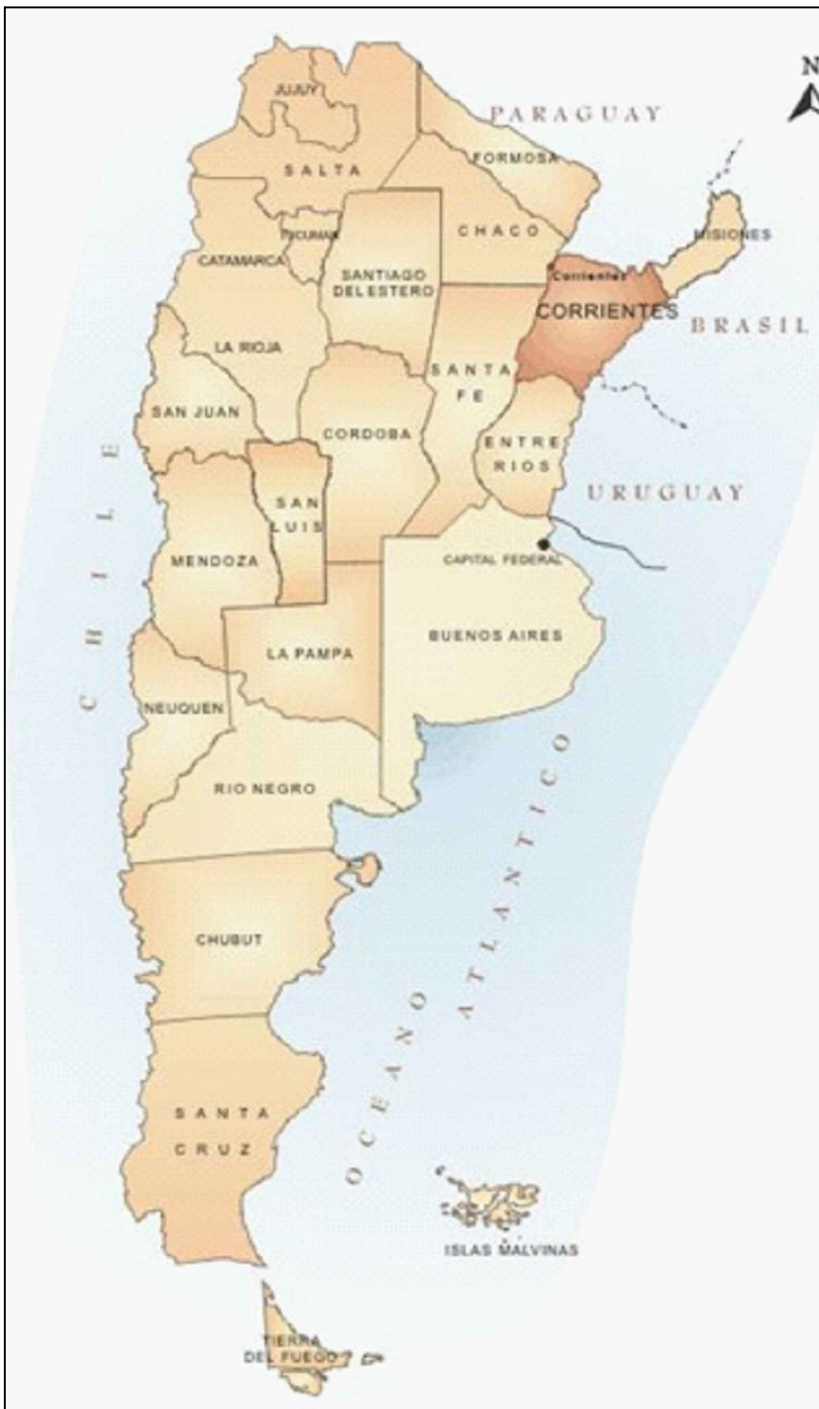 N
JUJUY
PARAGUAY
FORMOSA
SALTA
CHACO
TUCUMAN
MISIONES
CATAMARCA
SANTIAGO
DEL ESTERO
Corrientes
CORRIENTES
BRASIL
LA RIOJA
SANTA
FE
SAN JUAN
CORDOBA
ENTRE
RIOS
CHILE
SAN
LUIS
URUGUAY
MENDOZA
CAPITAL FEDERAL
BUENOS AIRES
LA PAMPA
NEUQUEN
RIO NEGRO
OCEANO ATLANTICO
CHUBUT
SANTA
CRUZ
ISLAS MALVINAS
TIERRA
DEL FUEGO